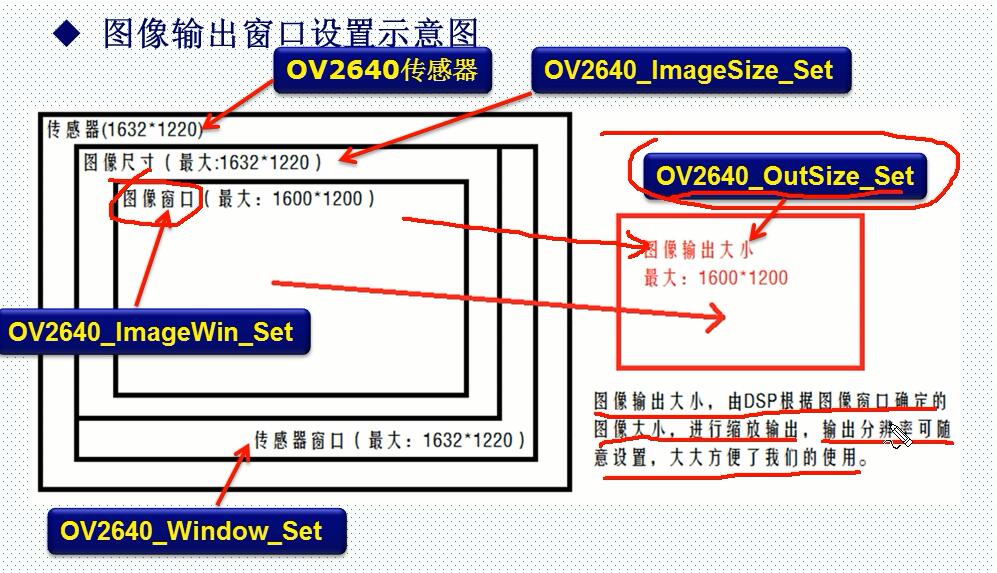 图像输出窗口设置示意图
OV2640传感器
OV2640_ImageSize_Set
传感器(1632*1220)
图像尺寸（最大:1632*1220）
图像窗口（最大：1600*1200）
OV2640_OutSize_Set
图像输出大小
最大：1600*1200
OV2640_ImageWin_Set
图像输出大小，由DSP根据图像窗口确定的
图像大小，进行缩放输出，输出分辨率可随
意设置，大大方便了我们的使用。
传感器窗口（最大：1632*1220）
OV2640_Window_Set